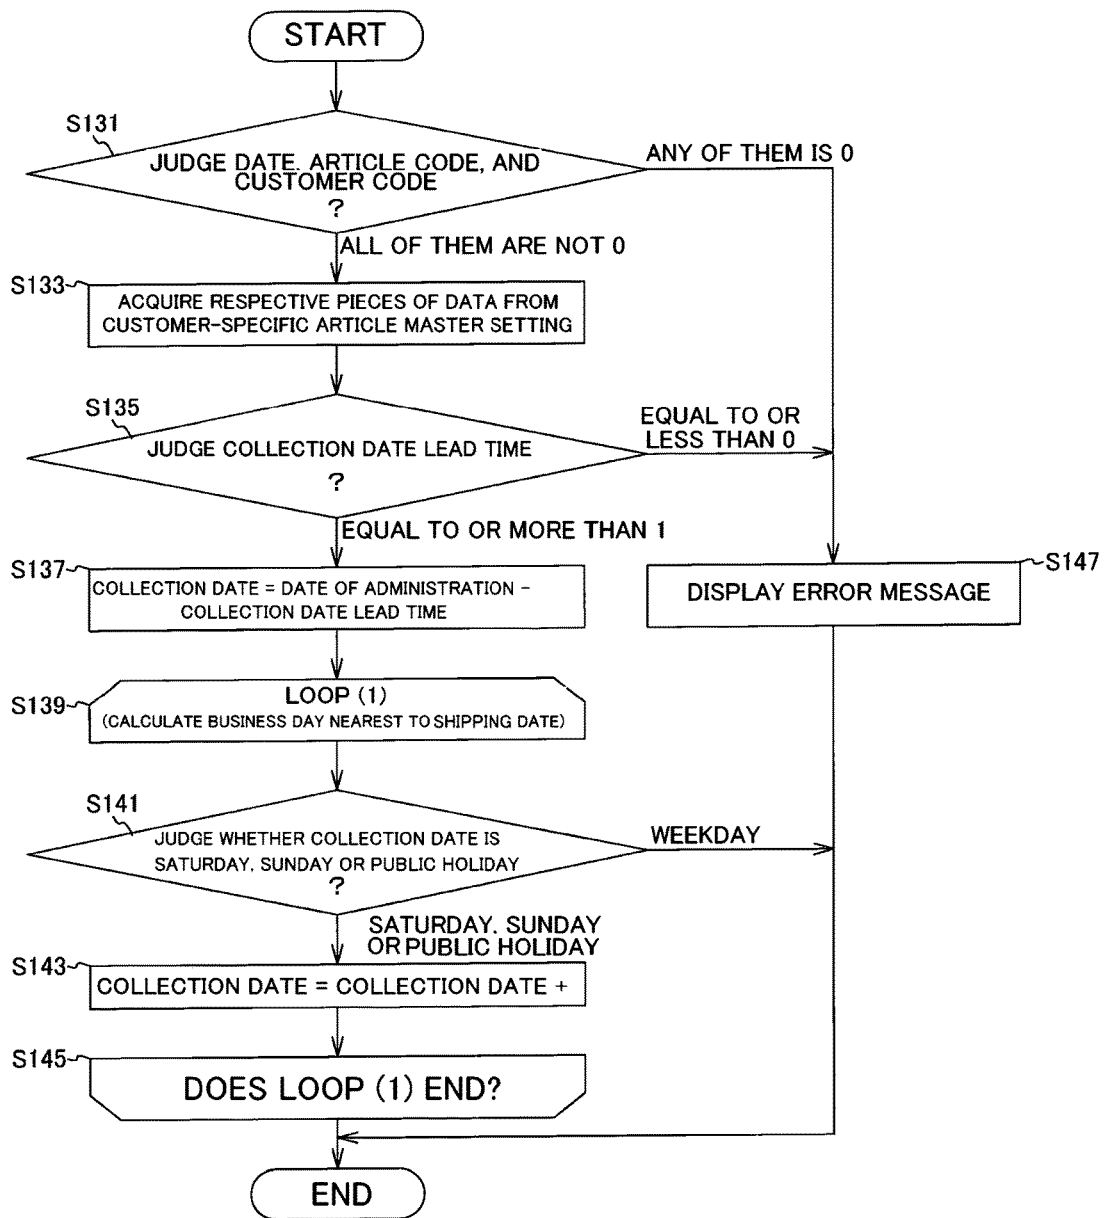 START
S131
JUDGE DATE. ARTICLE CODE, AND
CUSTOMER CODE
?
ANY OF THEM IS 0
ALL OF THEM ARE NOT 0
S133
ACQUIRE RESPECTIVE PIECES OF DATA FROM
CUSTOMER-SPECIFIC ARTICLE MASTER SETTING
S135
JUDGE COLLECTION DATE LEAD TIME
?
EQUAL TO OR
LESS THAN 0
EQUAL TO OR MORE THAN 1
S137
COLLECTION DATE = DATE OF ADMINISTRATION -
COLLECTION DATE LEAD TIME
S147
DISPLAY ERROR MESSAGE
S139
LOOP (1)
(CALCULATE BUSINESS DAY NEAREST TO SHIPPING DATE)
S141
JUDGE WHETHER COLLECTION DATE IS
SATURDAY. SUNDAY OR PUBLIC HOLIDAY
?
WEEKDAY
SATURDAY. SUNDAY
OR PUBLIC HOLIDAY
S143
COLLECTION DATE = COLLECTION DATE +
S145
DOES LOOP (1) END?
END